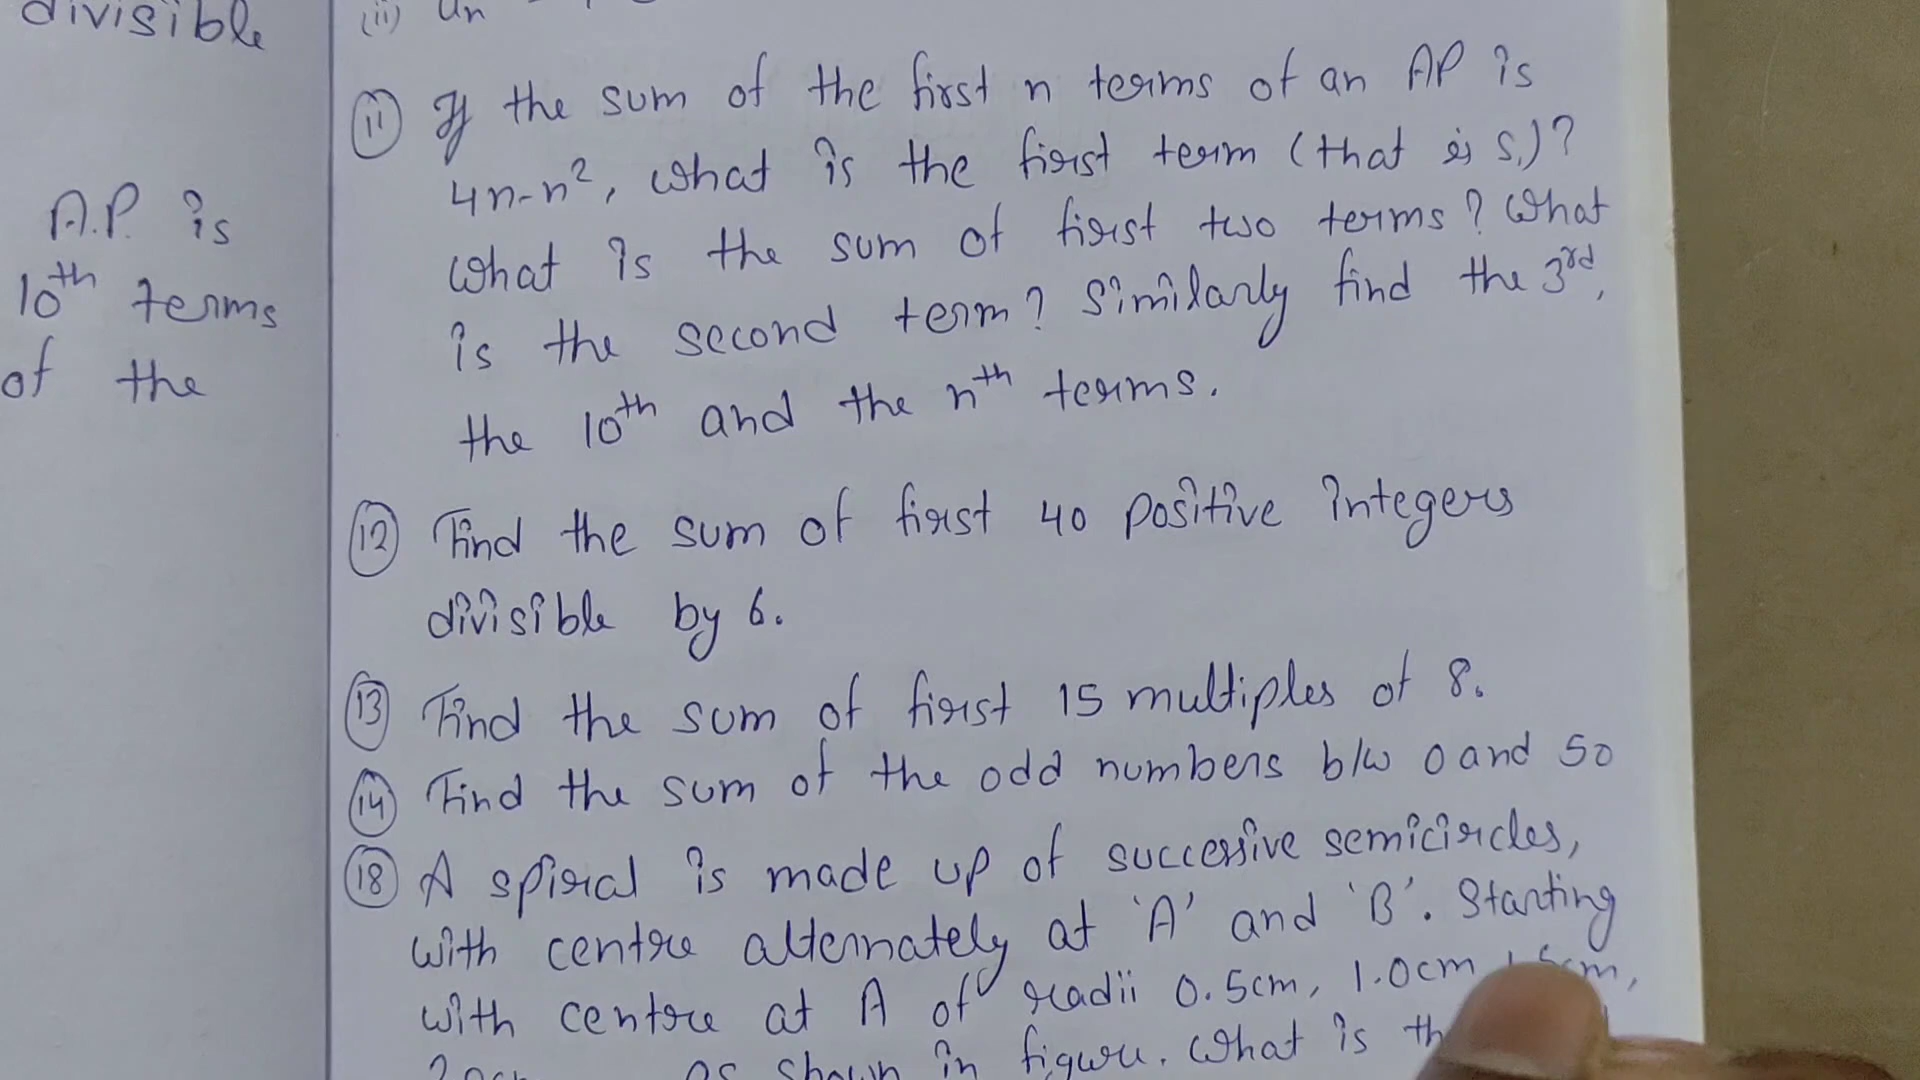 divisible
A.P. is
10th terms
of the
(ii) an
(11) If the sum of the first n terms of an AP is
4n-n², what is the first term (that is S₁)?
What is the sum of first two terms? What
is the second term? Similarly find the 3rd,
the 10th and the nth terms.
(12) Find the sum of first 40 positive integers
divisible by 6.
(13) Find the sum of first 15 multiples of 8.
(14) Find the sum of the odd numbers b/w 0 and 50
(18) A spiral is made up of successive semicircles,
with centre alternately at 'A' and 'B'. Starting
with centre at A of radii 0.5cm, 1.0cm
as shown in figure. What is